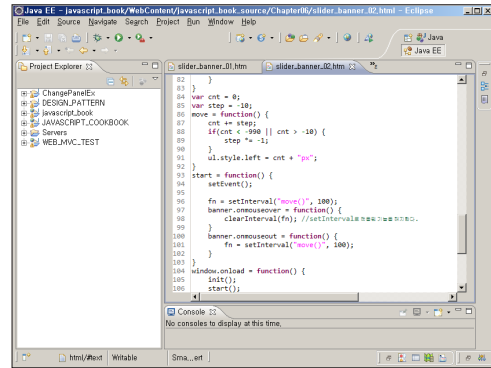 Java EE - javascript_book/WebContent/javascript_source/Chapter06/slider_banner_02.html - Eclipse
File Edit Source Navigate Search Project Run Window Help
Java
Java EE
Project Explorer
ChangePanelEx
DESIGN_PATTERN
javascript_book
JAVASCRIPT_COOKBOOK
Servers
WEB_MVC_TEST
slider_banner_01.htm
slider_banner_02.htm
82 }
83 }
84 var cnt = 0;
85 var step = -10;
86 move = function() {
87 cnt += step;
88 if(cnt < -990 || cnt > -10) {
89 step *= -1;
90 }
91 ul.style.left = cnt + "px";
92 }
93 start = function() {
94 setEvent();
95
96 fn = setInterval("move()", 100);
97 banner.onmouseover = function() {
98 clearInterval(fn); //setInterval
99 }
100 banner.onmouseout = function() {
101 fn = setInterval("move()", 100);
102 }
103 }
104 window.onload = function() {
105 init();
106 start();
Console
No consoles to display at this time.
html/#text Writable Sma...ert